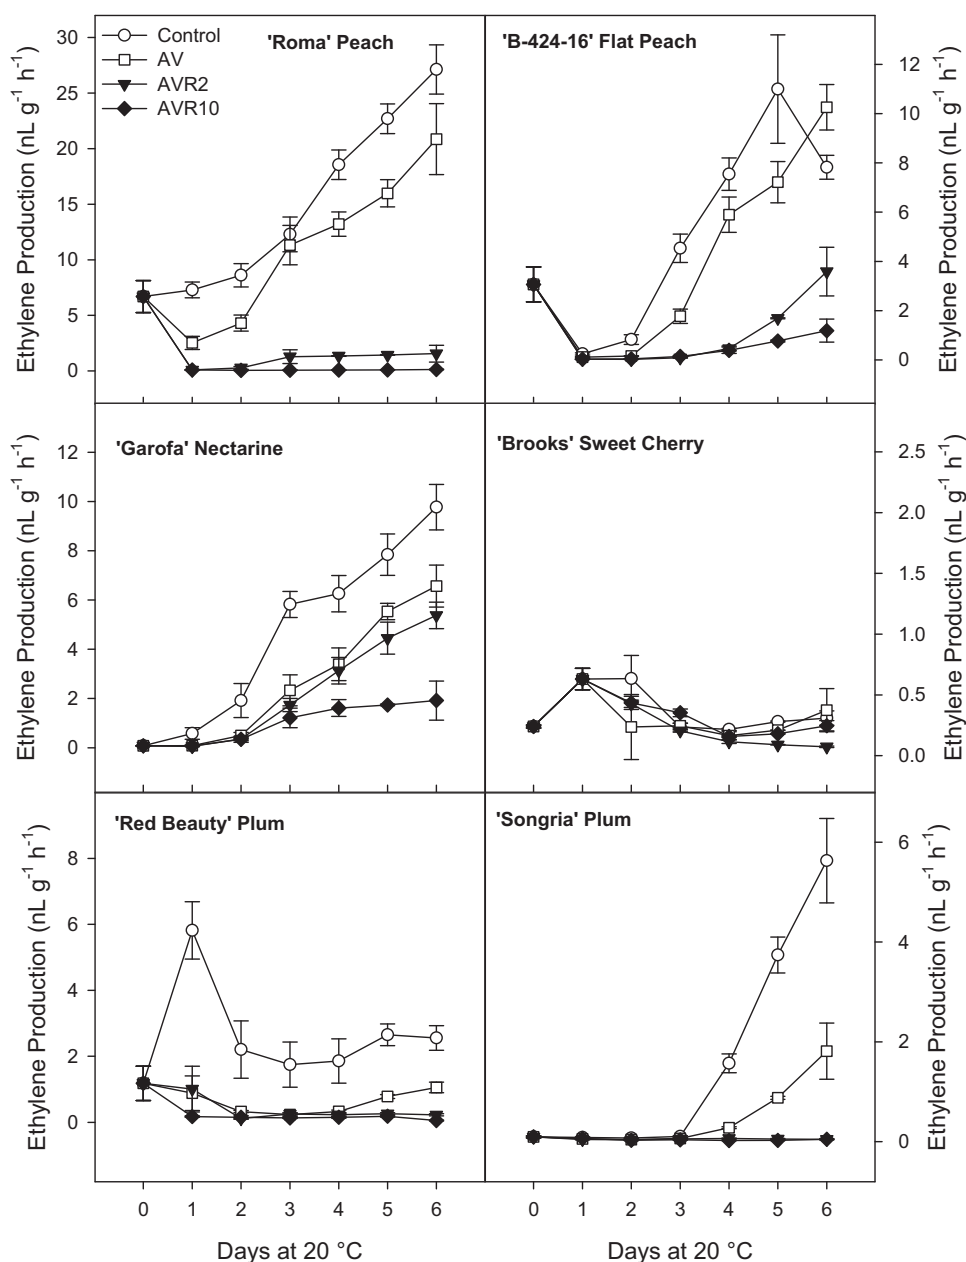 Control
AV
AVR2
AVR10
'Roma' Peach
30
25
20
15
10
5
0
Ethylene Production (nL g⁻¹ h⁻¹)
'B-424-16' Flat Peach
12
10
8
6
4
2
0
Ethylene Production (nL g⁻¹ h⁻¹)
'Garofa' Nectarine
12
10
8
6
4
2
0
Ethylene Production (nL g⁻¹ h⁻¹)
'Brooks' Sweet Cherry
2.5
2.0
1.5
1.0
0.5
0.0
Ethylene Production (nL g⁻¹ h⁻¹)
'Red Beauty' Plum
8
6
4
2
0
Ethylene Production (nL g⁻¹ h⁻¹)
0 1 2 3 4 5 6
Days at 20 °C
'Songria' Plum
6
4
2
0
Ethylene Production (nL g⁻¹ h⁻¹)
0 1 2 3 4 5 6
Days at 20 °C